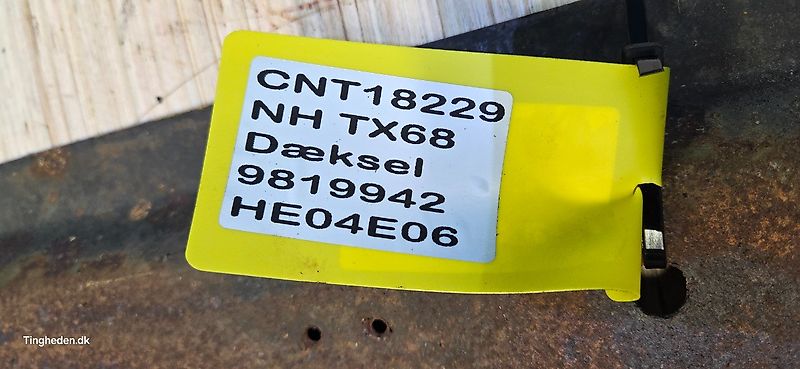 CNT18229
NH TX68
Dæksel
9819942
HE04E06
Tingheden.dk